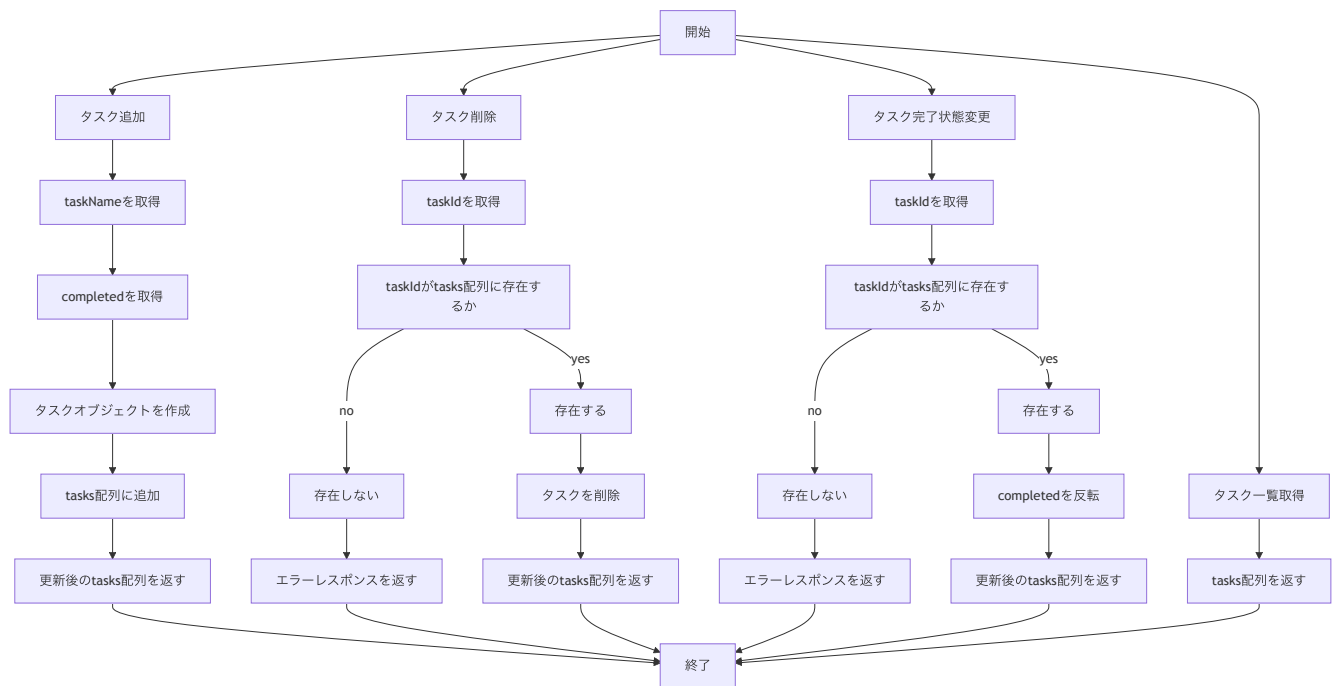 開始
タスク追加
タスク削除
タスク完了状態変更
taskNameを取得
taskIdを取得
taskIdを取得
completedを取得
taskIdがtasks配列に存在す
るか
taskIdがtasks配列に存在す
るか
yes
yes
no
no
タスクオブジェクトを作成
存在する
存在する
tasks配列に追加
存在しない
タスクを削除
存在しない
completedを反転
タスク一覧取得
更新後のtasks配列を返す
エラーレスポンスを返す
更新後のtasks配列を返す
エラーレスポンスを返す
更新後のtasks配列を返す
tasks配列を返す
終了